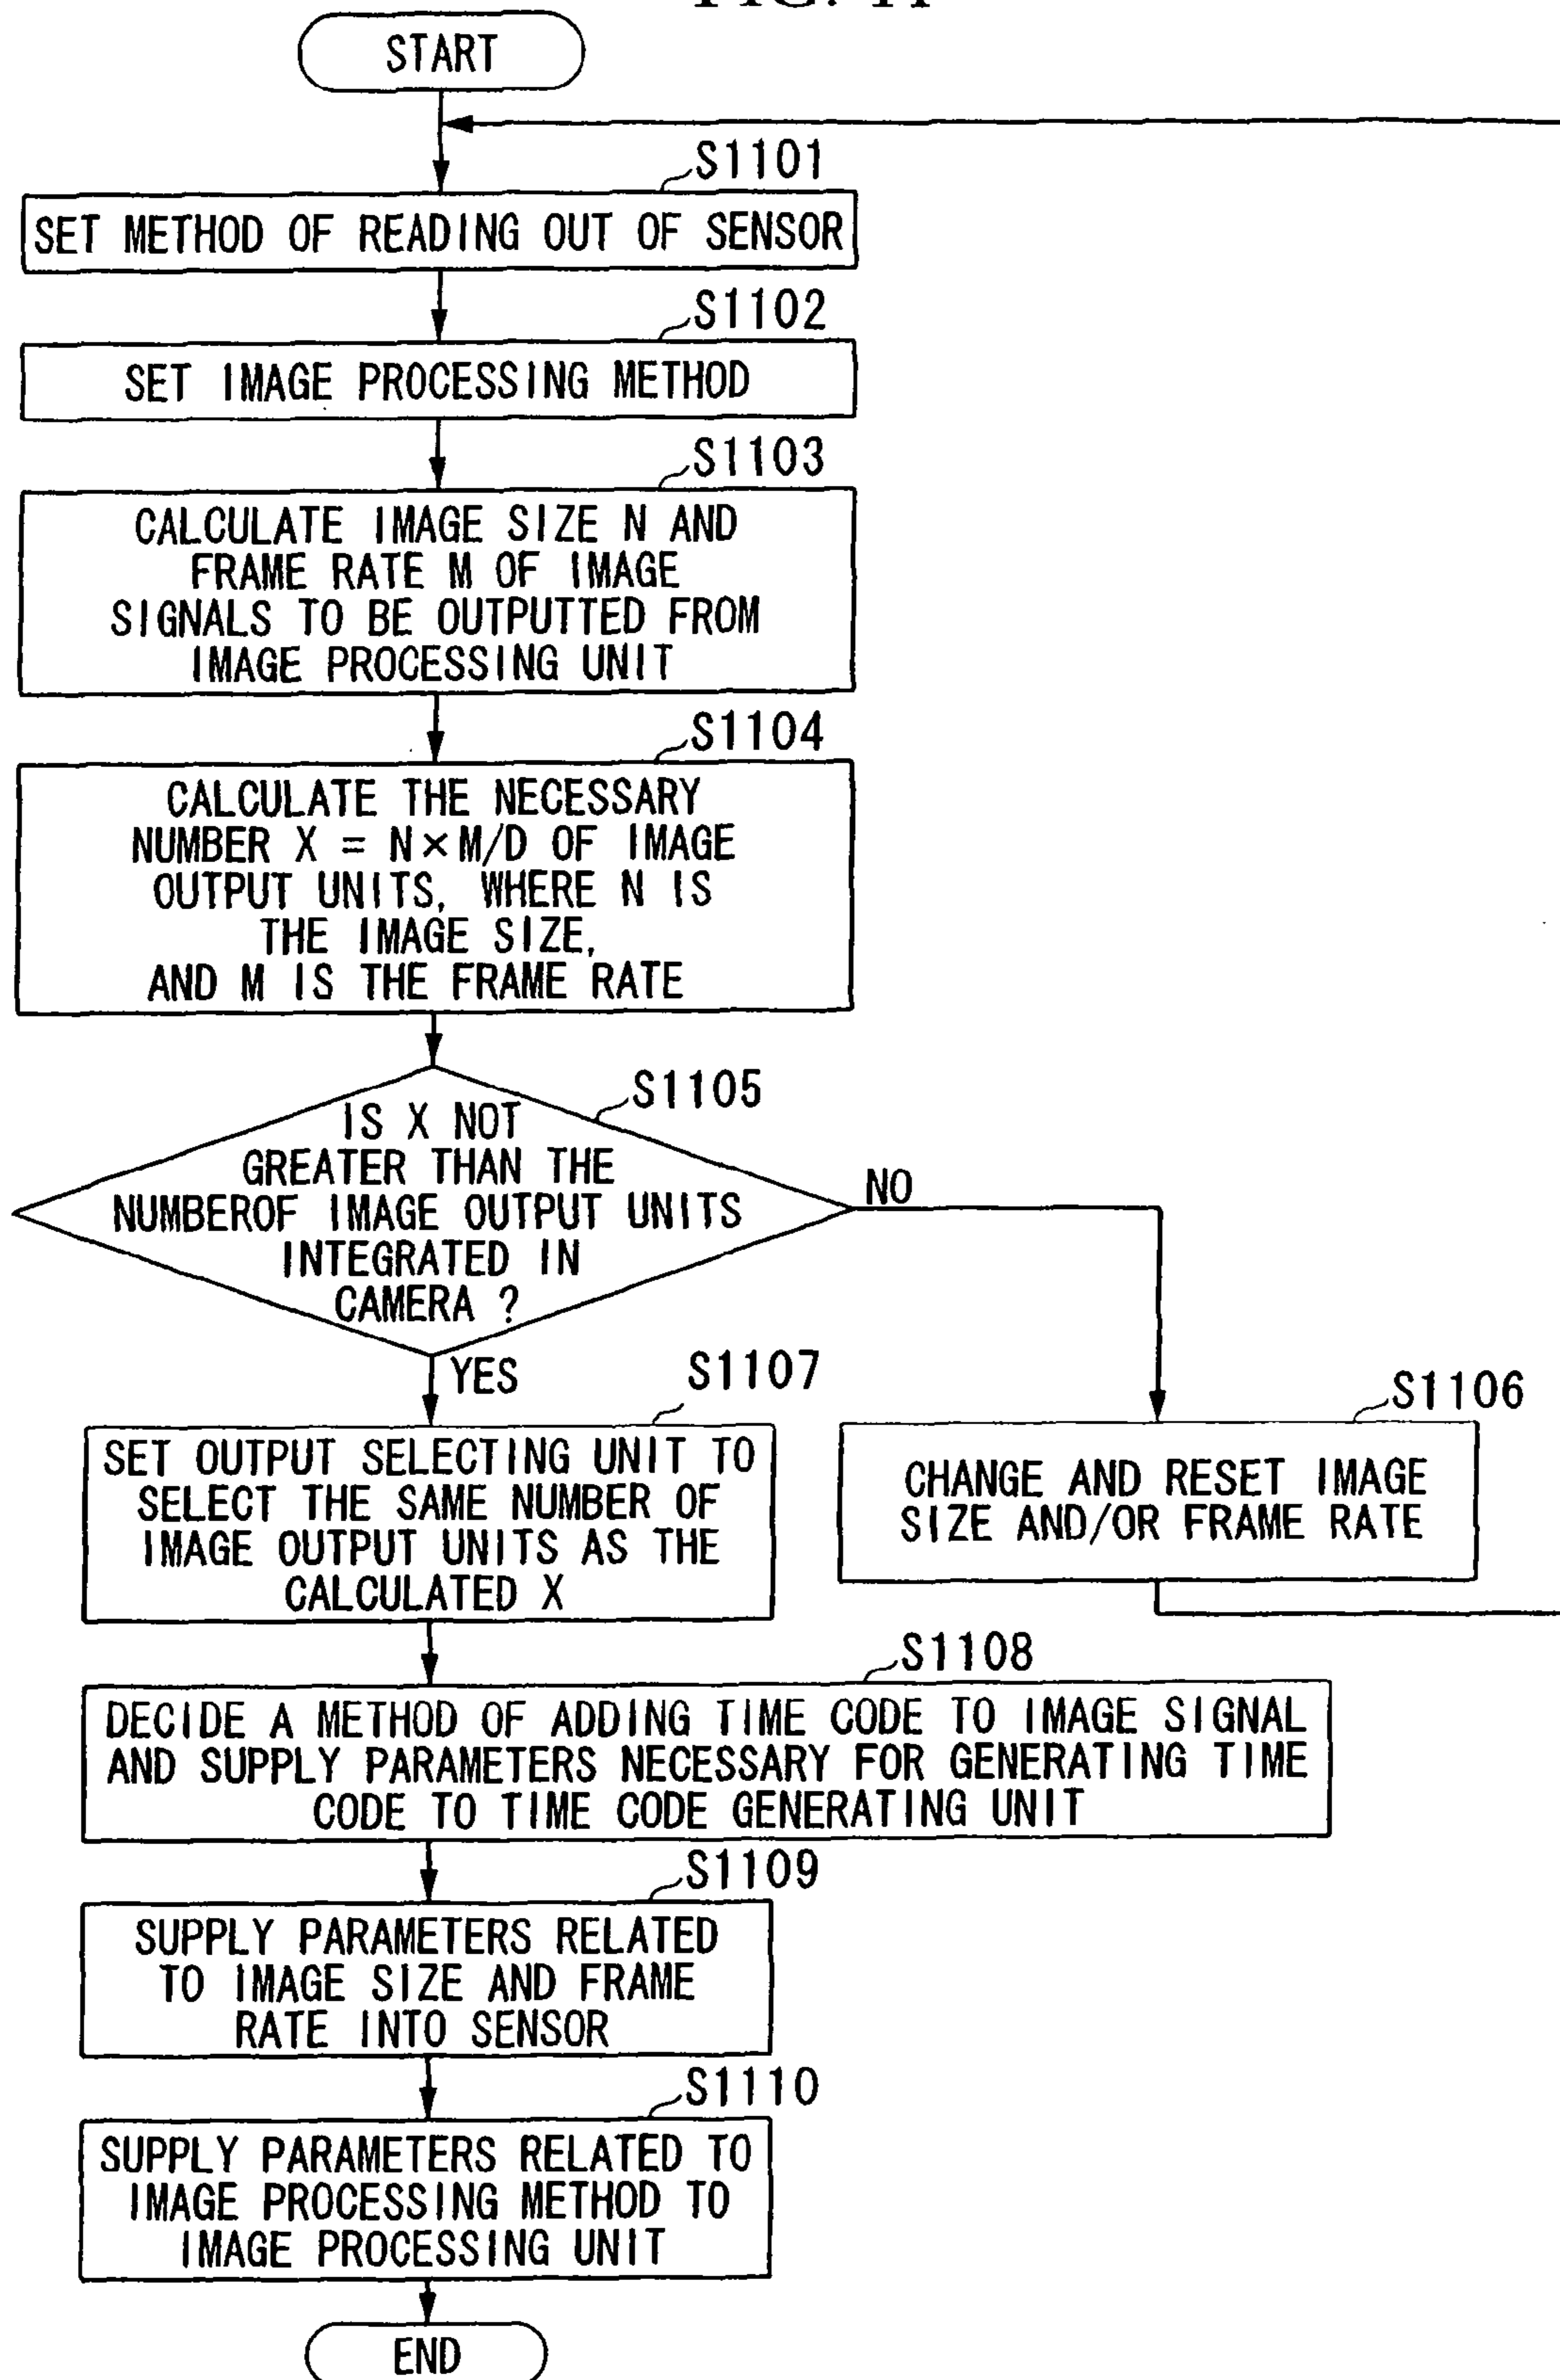 START
S1101
SET METHOD OF READING OUT OF SENSOR
S1102
SET IMAGE PROCESSING METHOD
S1103
CALCULATE IMAGE SIZE N AND
FRAME RATE M OF IMAGE
SIGNALS TO BE OUTPUTTED FROM
IMAGE PROCESSING UNIT
S1104
CALCULATE THE NECESSARY
NUMBER X = N×M/D OF IMAGE
OUTPUT UNITS, WHERE N IS
THE IMAGE SIZE,
AND M IS THE FRAME RATE
S1105
IS X NOT
GREATER THAN THE
NUMBEROF IMAGE OUTPUT UNITS
INTEGRATED IN
CAMERA ?
NO
YES
S1107
SET OUTPUT SELECTING UNIT TO
SELECT THE SAME NUMBER OF
IMAGE OUTPUT UNITS AS THE
CALCULATED X
S1106
CHANGE AND RESET IMAGE
SIZE AND/OR FRAME RATE
S1108
DECIDE A METHOD OF ADDING TIME CODE TO IMAGE SIGNAL
AND SUPPLY PARAMETERS NECESSARY FOR GENERATING TIME
CODE TO TIME CODE GENERATING UNIT
S1109
SUPPLY PARAMETERS RELATED
TO IMAGE SIZE AND FRAME
RATE INTO SENSOR
S1110
SUPPLY PARAMETERS RELATED TO
IMAGE PROCESSING METHOD TO
IMAGE PROCESSING UNIT
END